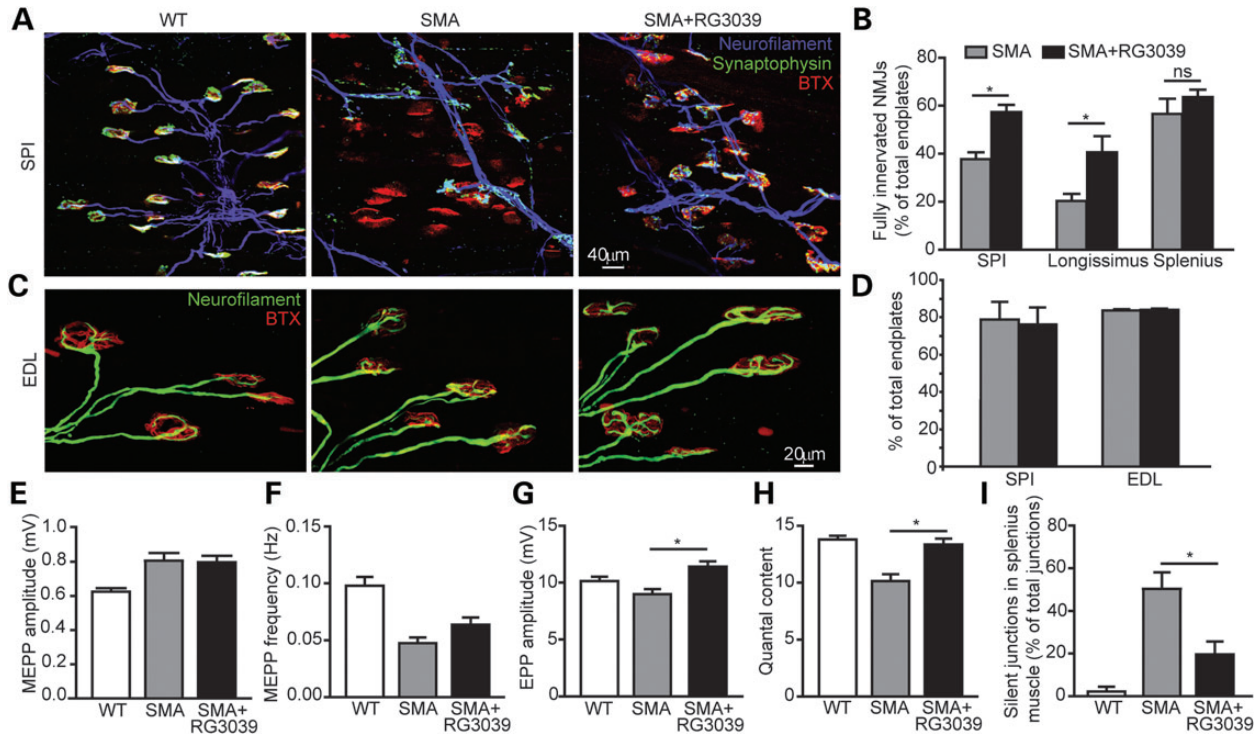 A
WT
SMA
SMA+RG3039
Neurofilament
Synaptophysin
BTX
SPI
40μm
B
SMA
SMA+RG3039
Fully innervated NMJs
(% of total endplates)
80
60
40
20
0
*
*
ns
SPI
Longissimus
Splenius
C
Neurofilament
BTX
EDL
20μm
D
% of total endplates
100
80
60
40
20
0
SPI
EDL
E
MEPP amplitude (mV)
1.0
0.8
0.6
0.4
0.2
0.0
WT
SMA
SMA+
RG3039
F
MEPP frequency (Hz)
0.15
0.10
0.05
0.00
WT
SMA
SMA+
RG3039
G
EPP amplitude (mV)
15
10
5
0
*
WT
SMA
SMA+
RG3039
H
Quantal content
15
10
5
0
*
WT
SMA
SMA+
RG3039
I
Silent junctions in splenius
muscle (% of total junctions)
80
60
40
20
0
*
WT
SMA
SMA+
RG3039